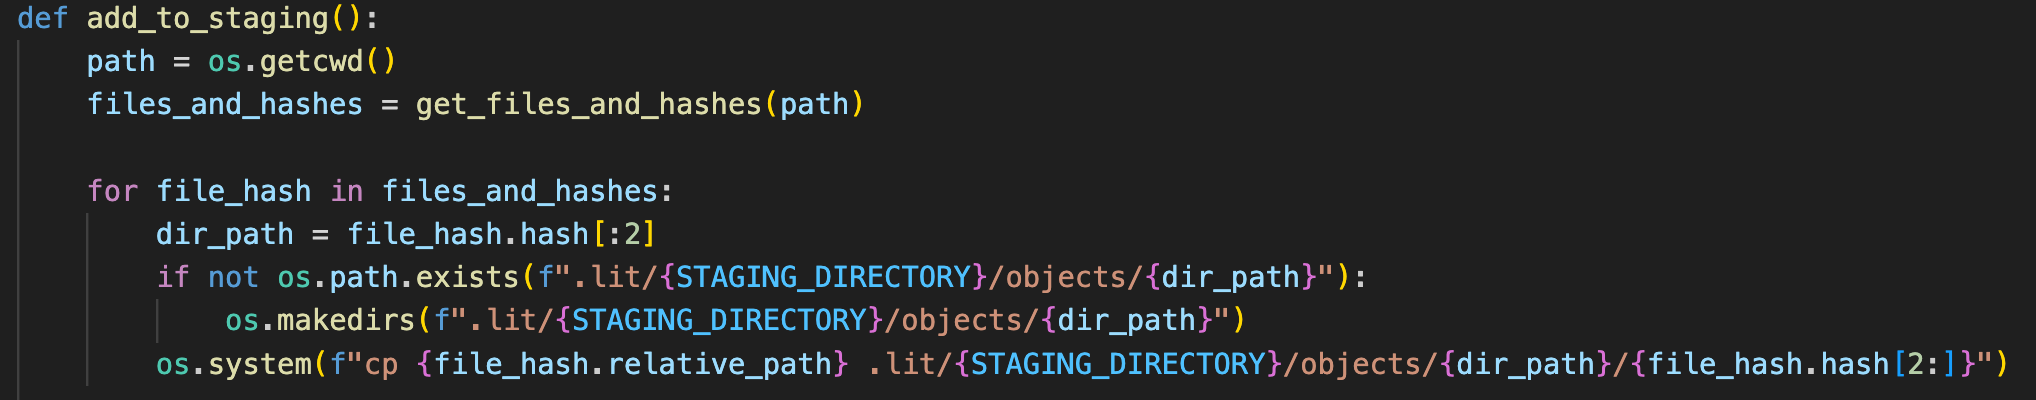 def add_to_staging():
    path = os.getcwd()
    files_and_hashes = get_files_and_hashes(path)

    for file_hash in files_and_hashes:
        dir_path = file_hash.hash[:2]
        if not os.path.exists(f".lit/{STAGING_DIRECTORY}/objects/{dir_path}"):
            os.makedirs(f".lit/{STAGING_DIRECTORY}/objects/{dir_path}")
        os.system(f"cp {file_hash.relative_path} .lit/{STAGING_DIRECTORY}/objects/{dir_path}/{file_hash.hash[2:]}")